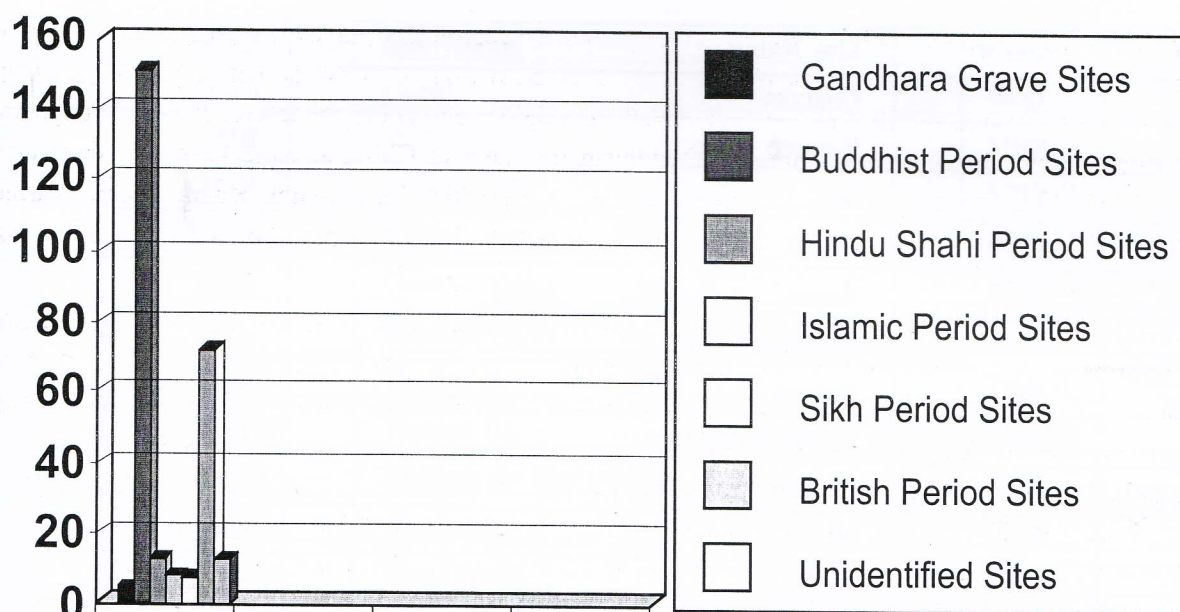 160
140
120
100
80
60
40
20
0
Gandhara Grave Sites
Buddhist Period Sites
Hindu Shahi Period Sites
Islamic Period Sites
Sikh Period Sites
British Period Sites
Unidentified Sites